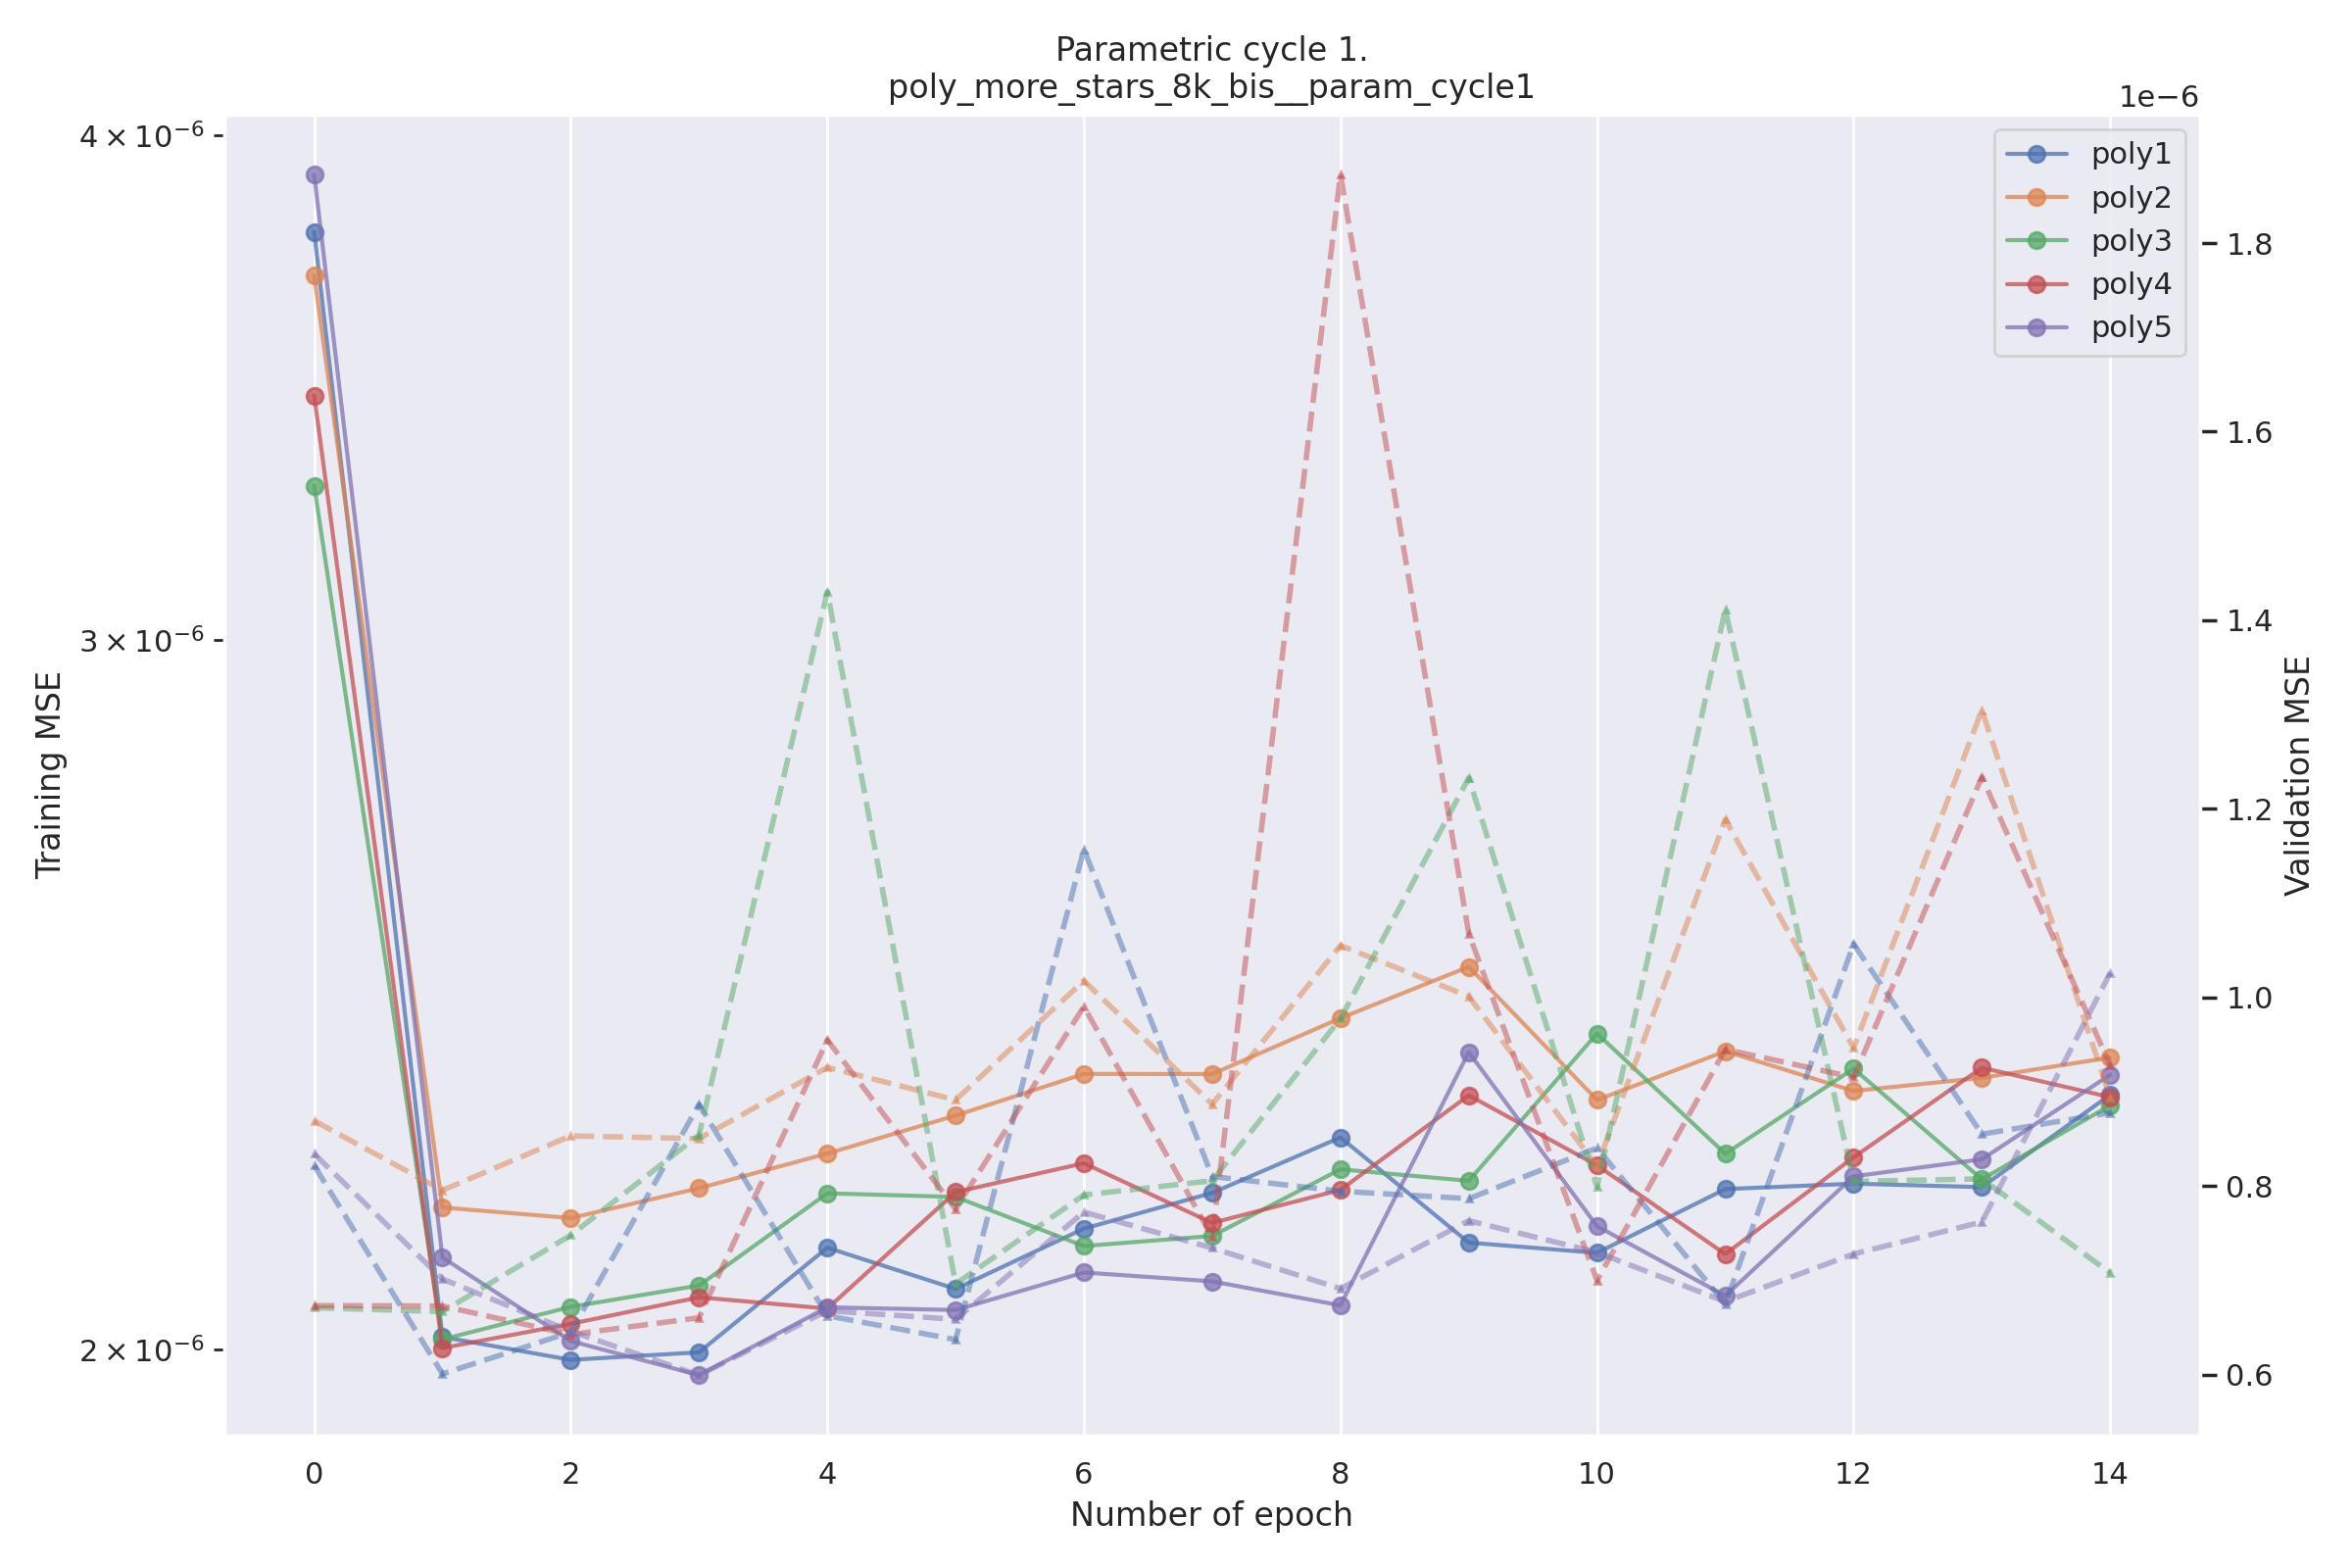 Parametric cycle 1.
poly_more_stars_8k_bis__param_cycle1
1e−6
4 × 10⁻⁶
3 × 10⁻⁶
2 × 10⁻⁶
Training MSE
poly1
poly2
poly3
poly4
poly5
1.8
1.6
1.4
1.2
1.0
0.8
0.6
Validation MSE
0 2 4 6 8 10 12 14
Number of epoch